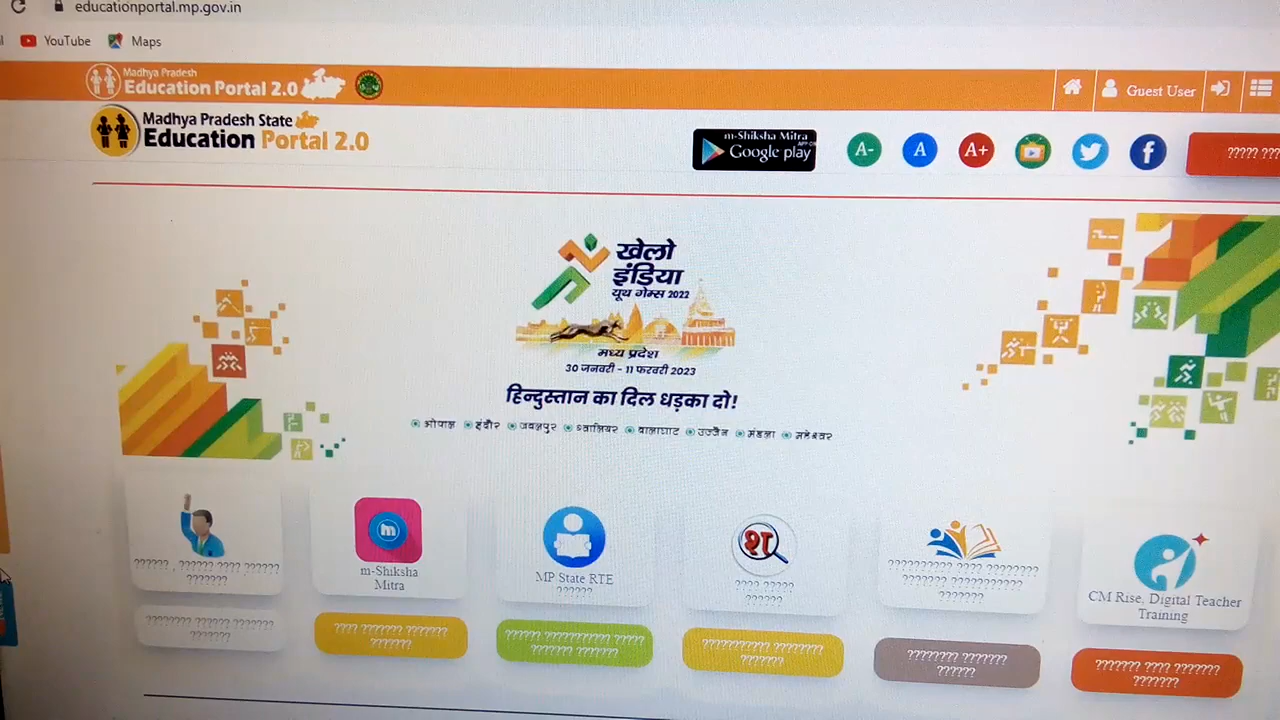 educationportal.mp.gov.in
YouTube Maps
Madhya Pradesh
Education Portal 2.0
Guest User
Madhya Pradesh State
Education Portal 2.0
m-Shiksha Mitra
APP ON
Google play
A- A A+
????? ???
खेलो
इंडिया
यूथ गेम्स 2022
मध्य प्रदेश
30 जनवरी - 11 फरवरी 2023
हिन्दुस्तान का दिल धड़का दो!
भोपाल इंदौर जबलपुर ग्वालियर बालाघाट उज्जैन मंडला महेश्वर
?????? , ?????? ???? ??????
???????
m-Shiksha
Mitra
MP State RTE
??????
श
???? ?????
??????
?????????? ???? ????????
??????? ???????????
???????
CM Rise, Digital Teacher
Training
???????? ?????? ???????
???????
???? ??????? ???????
???????
?????? ??????????? ?????
??????? ???????
??????????? ????????
???????
???????? ???????
??????
??????? ???? ???????
???????